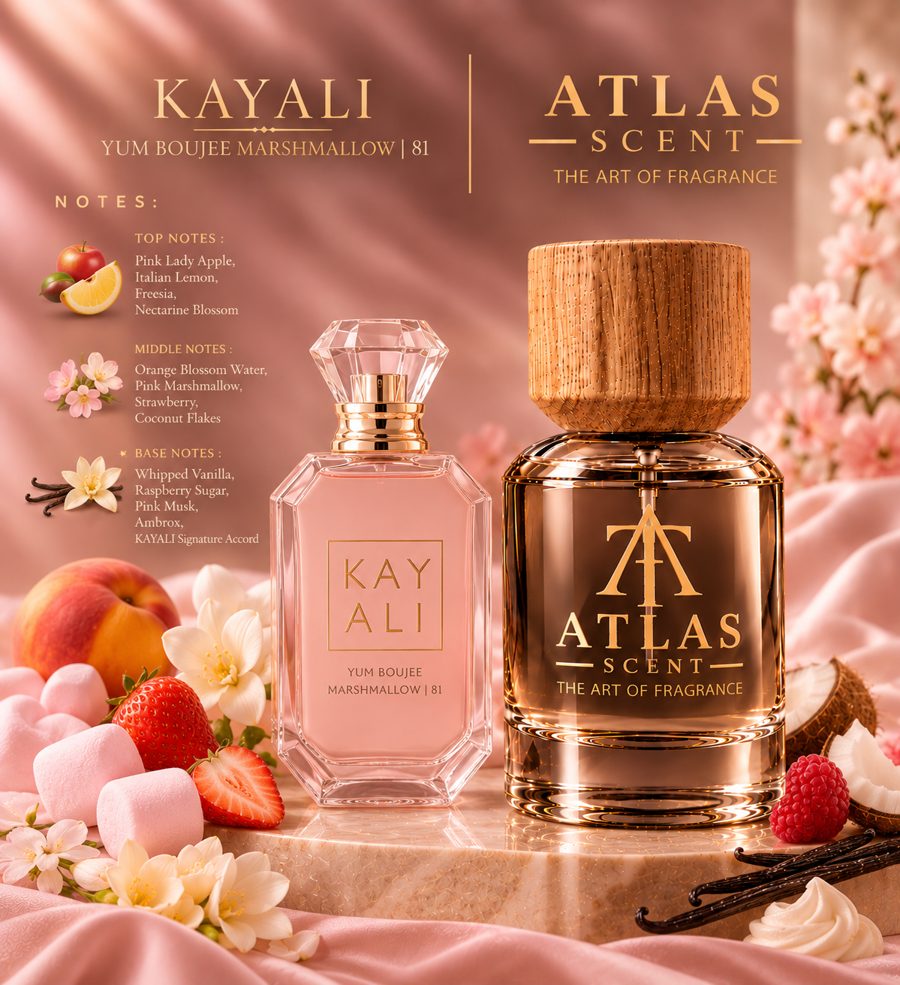 KAYALI
YUM BOUJEE MARSHMALLOW | 81
ATLAS
SCENT
THE ART OF FRAGRANCE
NOTES:
TOP NOTES :
Pink Lady Apple,
Italian Lemon,
Freesia,
Nectarine Blossom
MIDDLE NOTES :
Orange Blossom Water,
Pink Marshmallow,
Strawberry,
Coconut Flakes
BASE NOTES :
Whipped Vanilla,
Raspberry Sugar,
Pink Musk,
Ambrox,
KAYALI Signature Accord
KAY
ALI
YUM BOUJEE
MARSHMALLOW | 81
AT
ATLAS
SCENT
THE ART OF FRAGRANCE